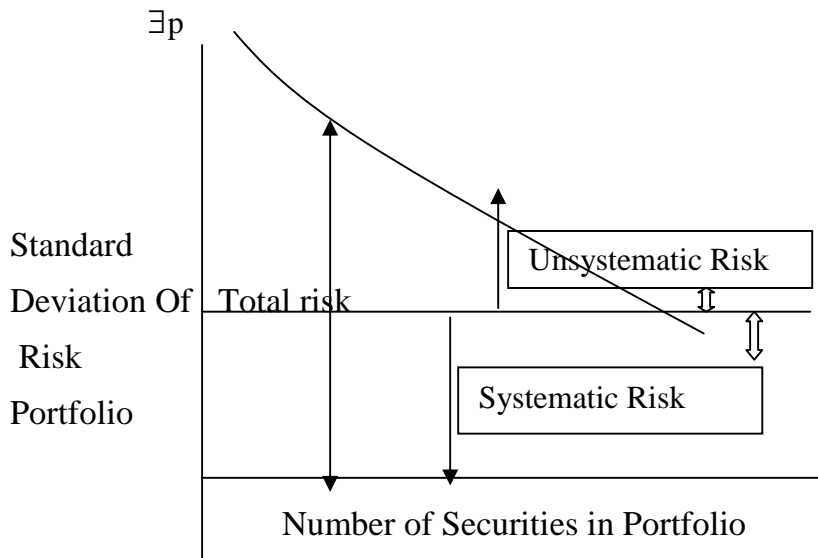 ∃p
Standard
Deviation Of
Risk
Portfolio
Total risk
Unsystematic Risk
Systematic Risk
Number of Securities in Portfolio